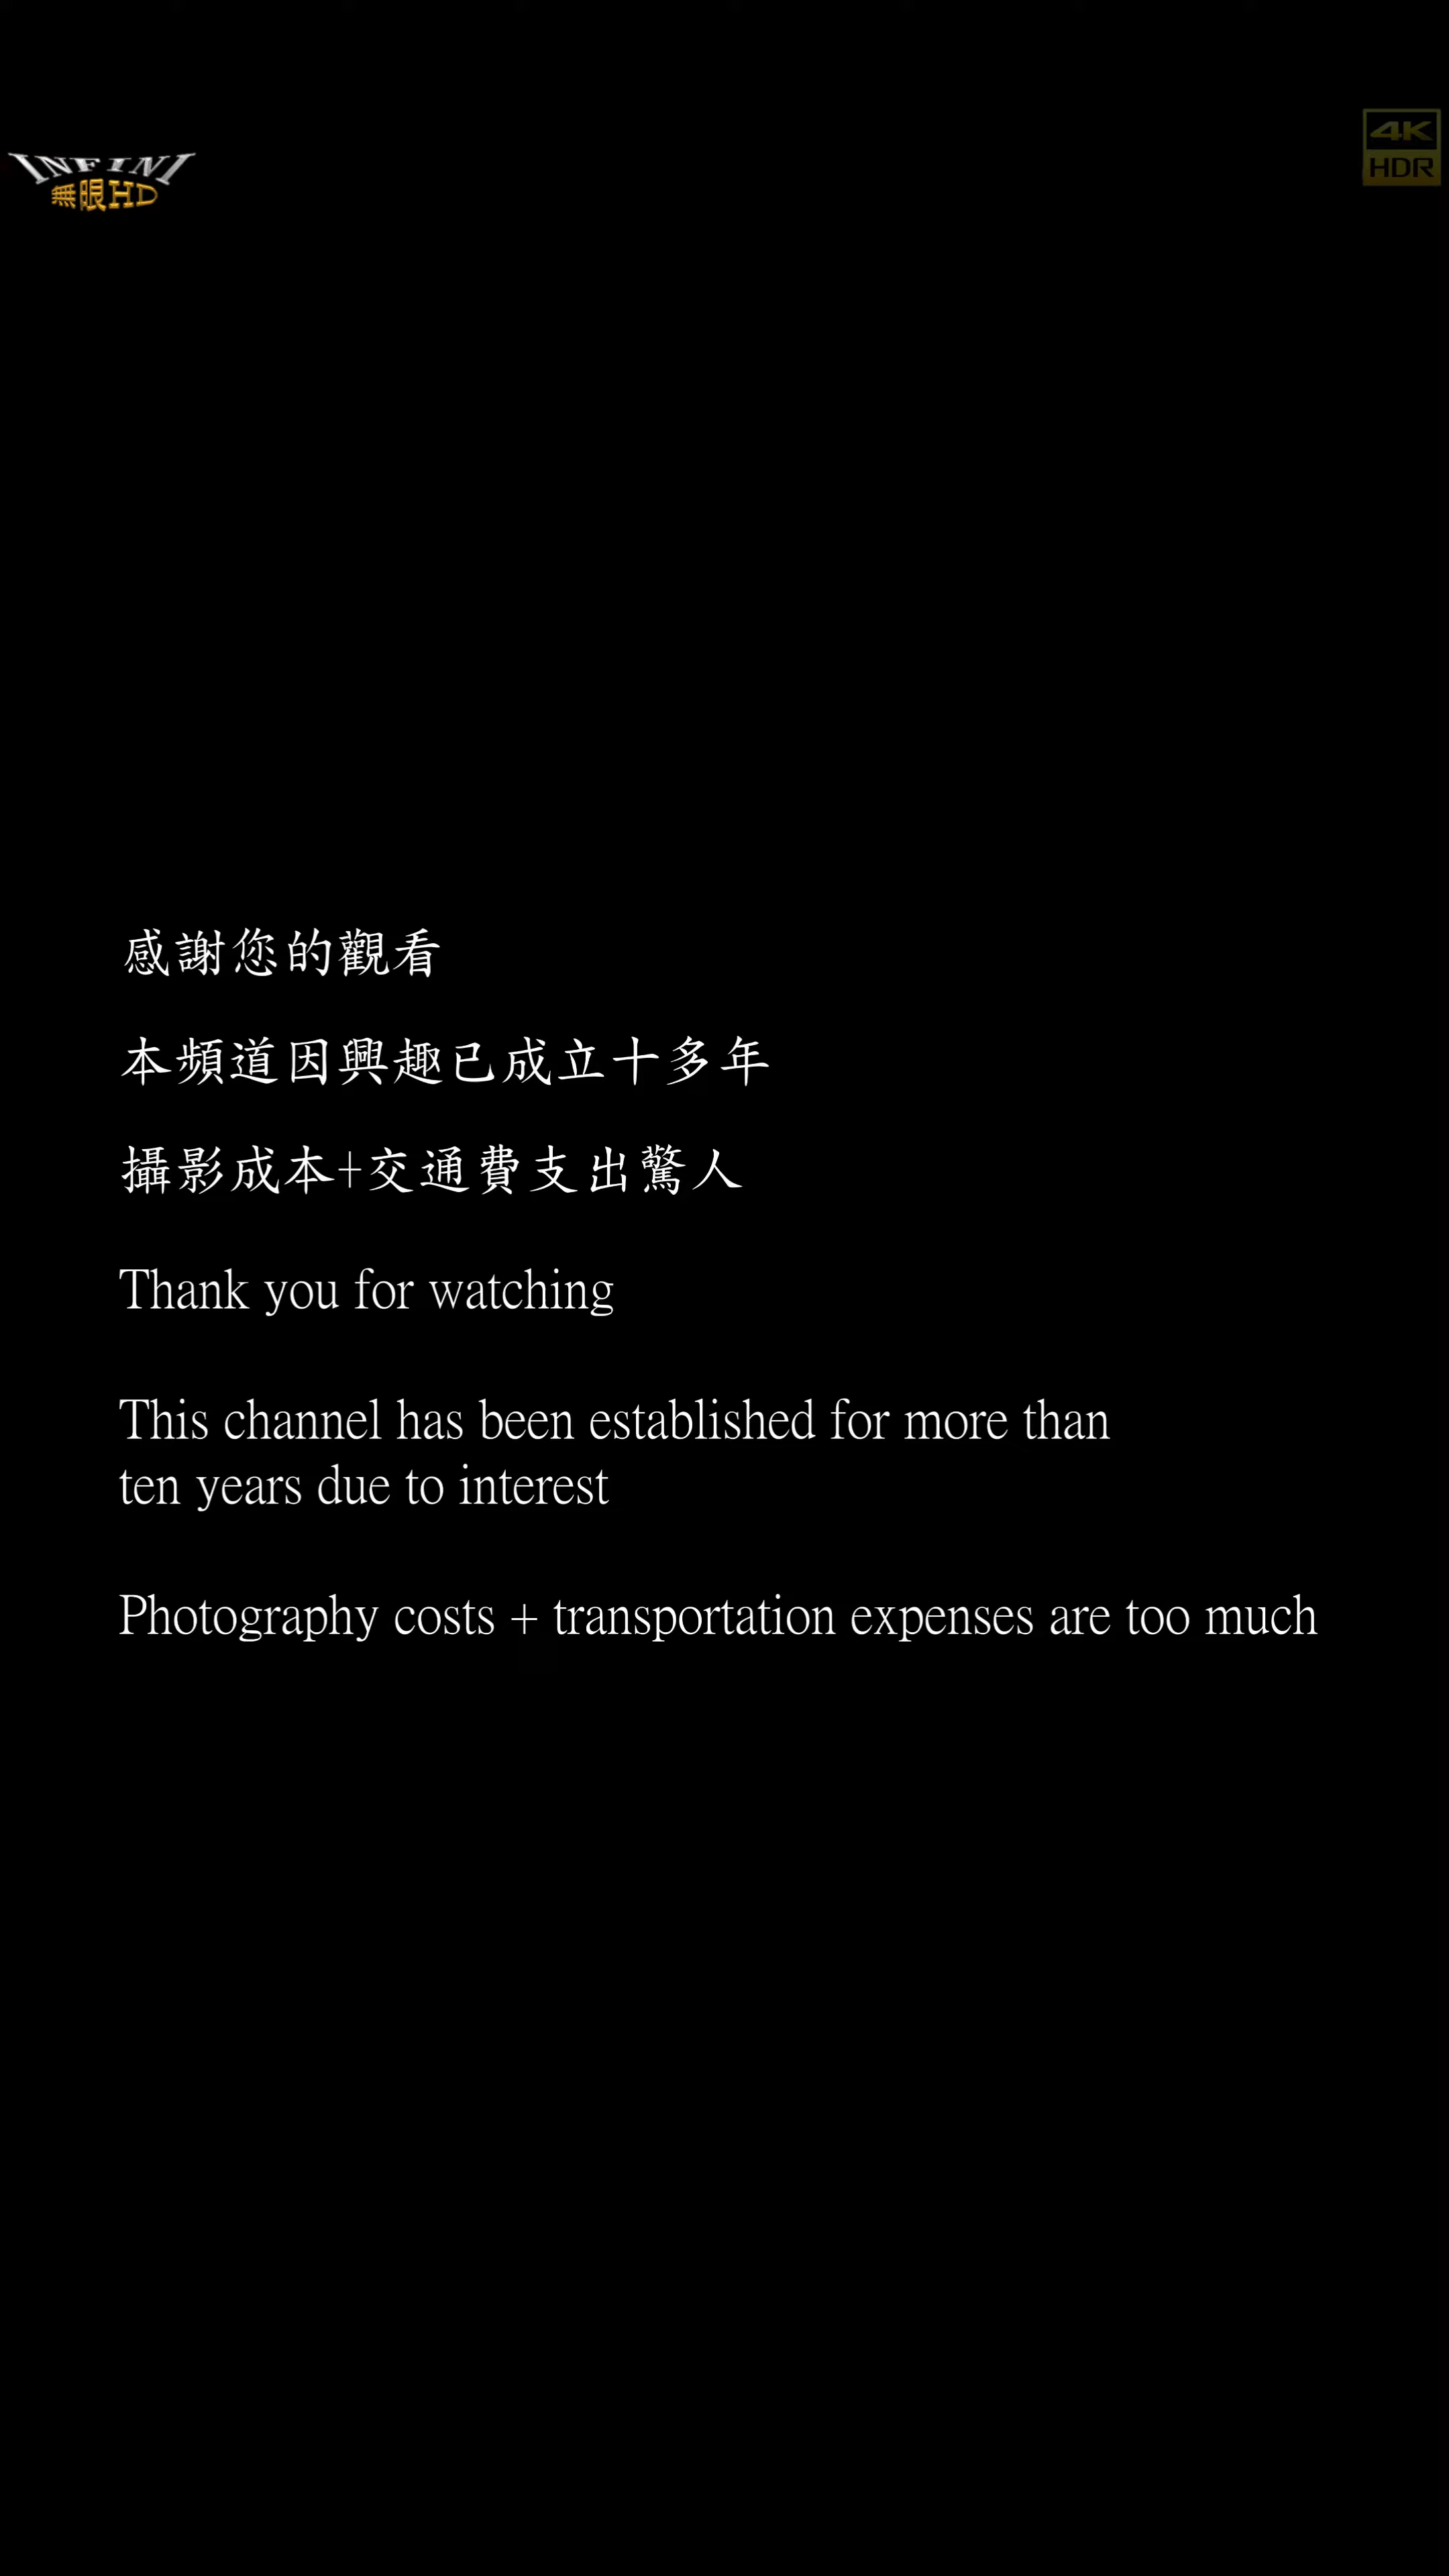 INFINI
無限HD
4K
HDR
感謝您的觀看
本頻道因興趣已成立十多年
攝影成本+交通費支出驚人
Thank you for watching
This channel has been established for more than
ten years due to interest
Photography costs + transportation expenses are too much